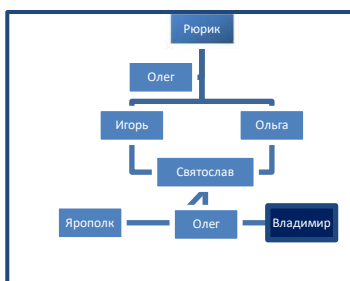 Рюрик
Олег
Игорь
Ольга
Святослав
Ярополк
Олег
Владимир